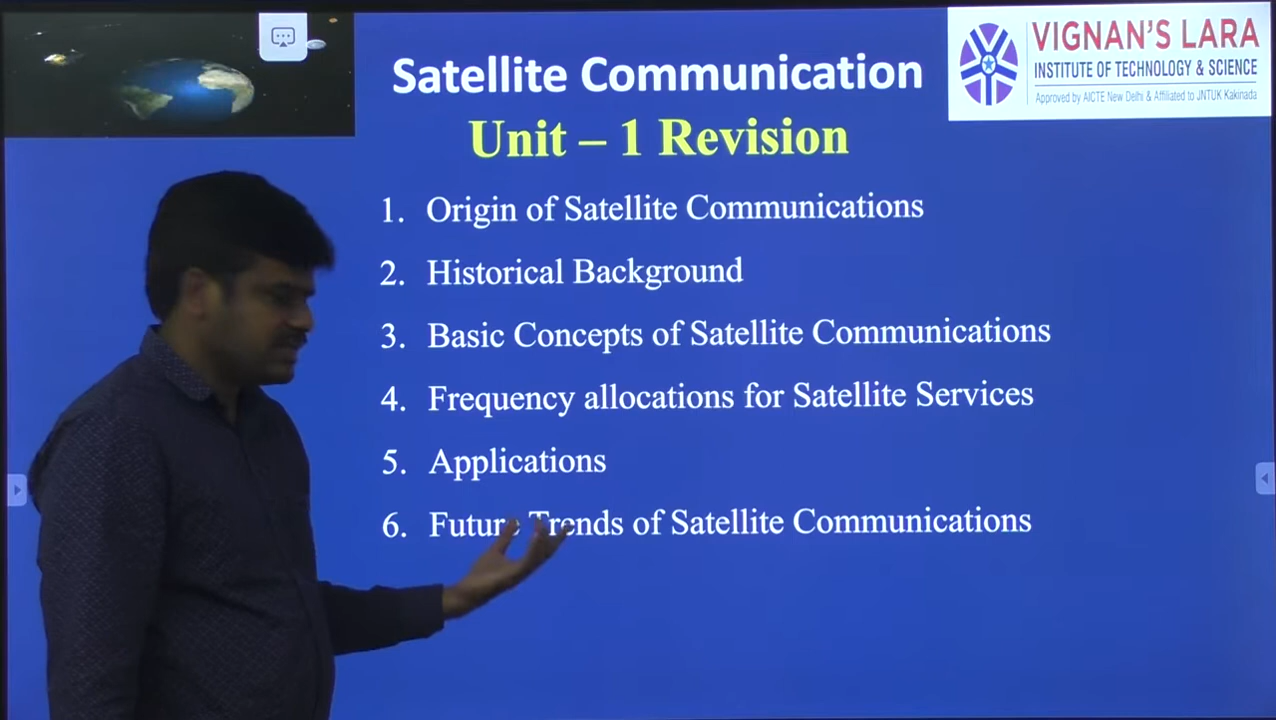 Satellite Communication
VIGNAN'S LARA
INSTITUTE OF TECHNOLOGY & SCIENCE
Approved by AICTE New Delhi & Affiliated to JNTUK Kakinada
Unit – 1 Revision
1. Origin of Satellite Communications
2. Historical Background
3. Basic Concepts of Satellite Communications
4. Frequency allocations for Satellite Services
5. Applications
6. Future Trends of Satellite Communications